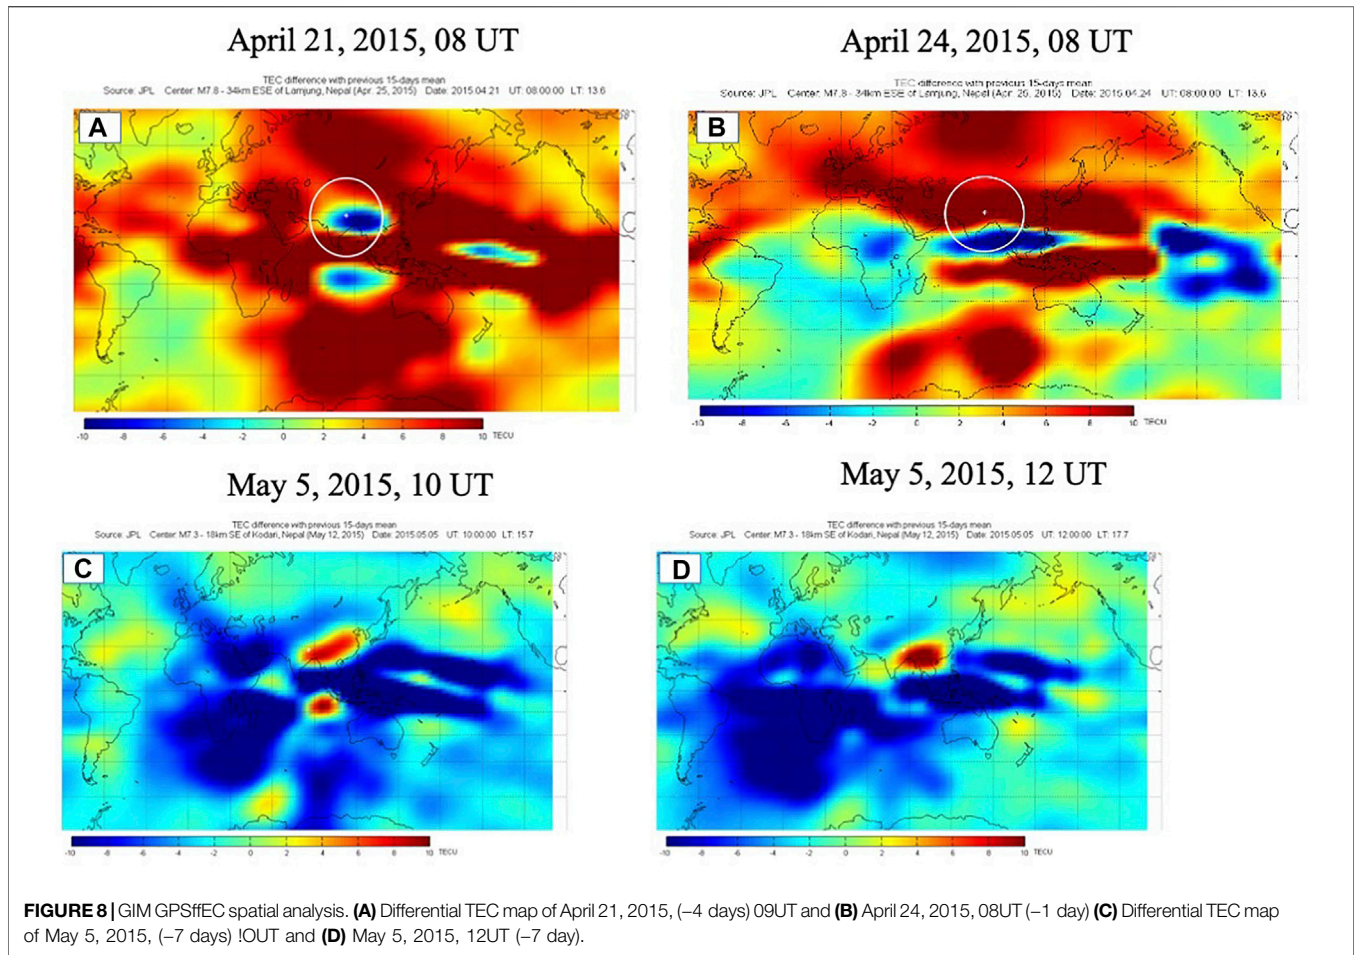 April 21, 2015, 08 UT
TEC difference with previous 15-days mean
Source: JPL Center: M7.8 - 34km ESE of Lamjung, Nepal (Apr. 25, 2015) Date: 2015.04.21 UT: 08:00:00 LT: 13.6
A
-10 -8 -6 -4 -2 0 2 4 6 8 10 TECU
April 24, 2015, 08 UT
TEC difference with previous 15-days mean
Source: JPL Center: M7.8 - 34km ESE of Lamjung, Nepal (Apr. 25, 2015) Date: 2015.04.24 UT: 08:00:00 LT: 13.6
B
-10 -8 -6 -4 -2 0 2 4 6 8 10 TECU
May 5, 2015, 10 UT
TEC difference with previous 15-days mean
Source: JPL Center: M7.3 - 18km SE of Kodari, Nepal (May 12, 2015) Date: 2015.05.05 UT: 10:00:00 LT: 15.7
C
-10 -8 -6 -4 -2 0 2 4 6 8 10 TECU
May 5, 2015, 12 UT
TEC difference with previous 15-days mean
Source: JPL Center: M7.3 - 18km SE of Kodari, Nepal (May 12, 2015) Date: 2015.05.05 UT: 12:00:00 LT: 17.7
D
-10 -8 -6 -4 -2 0 2 4 6 8 10 TECU
FIGURE 8 | GIM GPSffEC spatial analysis. (A) Differential TEC map of April 21, 2015, (−4 days) 09UT and (B) April 24, 2015, 08UT (−1 day) (C) Differential TEC map
of May 5, 2015, (−7 days) !OUT and (D) May 5, 2015, 12UT (−7 day).